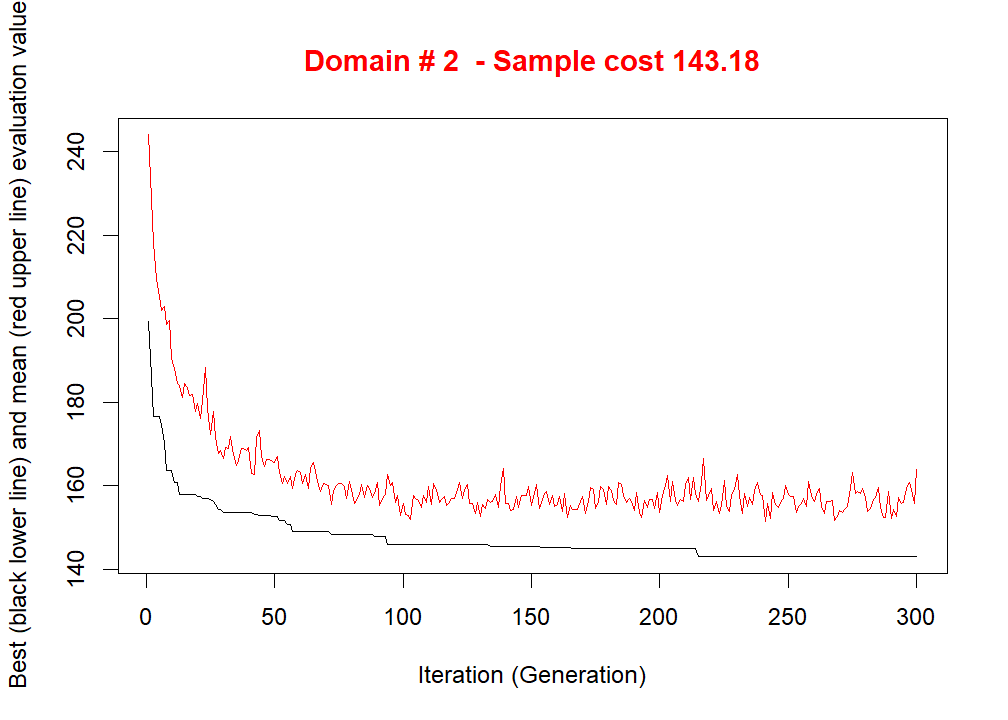 Domain # 2  - Sample cost 143.18
Best (black lower line) and mean (red upper line) evaluation value
240
220
200
180
160
140
0 50 100 150 200 250 300
Iteration (Generation)